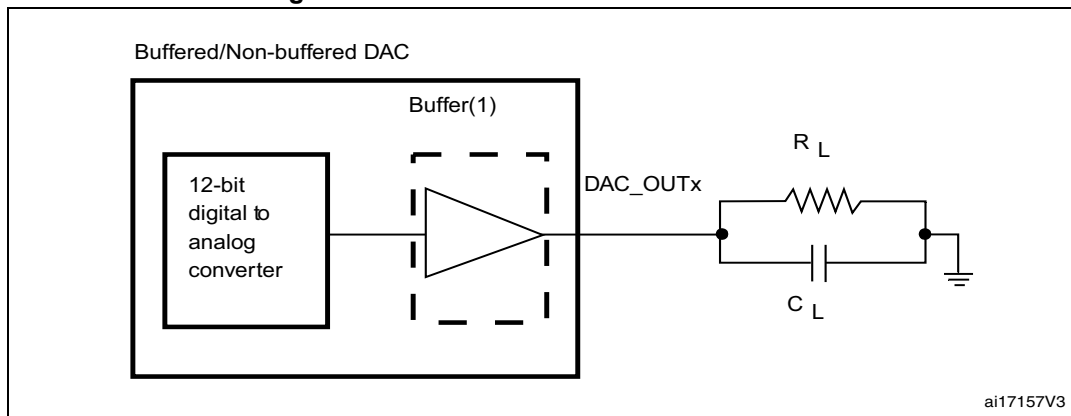 Buffered/Non-buffered DAC
Buffer(1)
12-bit
digital to
analog
converter
DAC_OUTx
R L
C L
ai17157V3